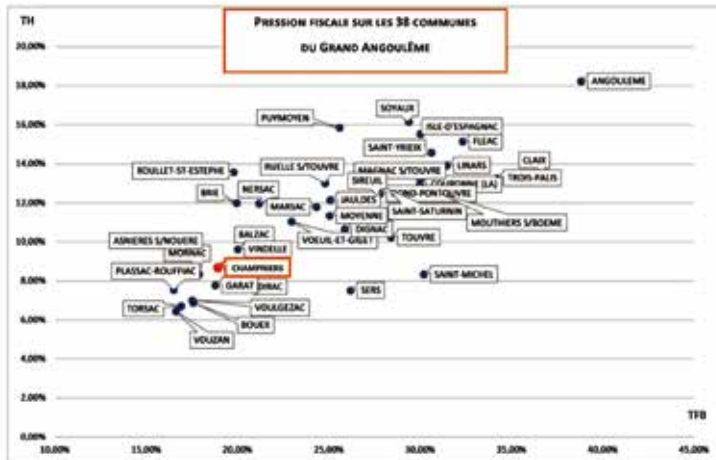 TH
PRESSION FISCALE SUR LES 38 COMMUNES
DU GRAND ANGOULÊME
20,00%
18,00%
ANGOULEME
SOYAUX
PUYMOYEN
ISLE-D'ESPAGNAC
16,00%
FLEAC
SAINT-YRIEIX
14,00%
ROULLET-ST-ESTEPHE
RUELLE S/TOUVRE
MAGNAC S/TOUVRE
LINARS
CLAIX
SIREUIL
TROIS-PALIS
COURONNE (LA)
BRIE
NERSAC
12,00%
MARSAC
JAULDES
SAINT-SATURNIN
MOYENNE
MOUTHIERS S/BOEME
DIGNAC
10,00%
ASNIERES S/NOUERE
BALZAC
VOEUIL-ET-GIGET
TOUVRE
MORNAC
VINDELLE
CHAMPNIERS
PLASSAC-ROUFFIAC
8,00%
GARAT
DIRAC
SERS
SAINT-MICHEL
TORSAC
VOULGEZAC
6,00%
BOUEX
VOUZAN
4,00%
2,00%
TFB
0,00%
10,00% 15,00% 20,00% 25,00% 30,00% 35,00% 40,00% 45,00%